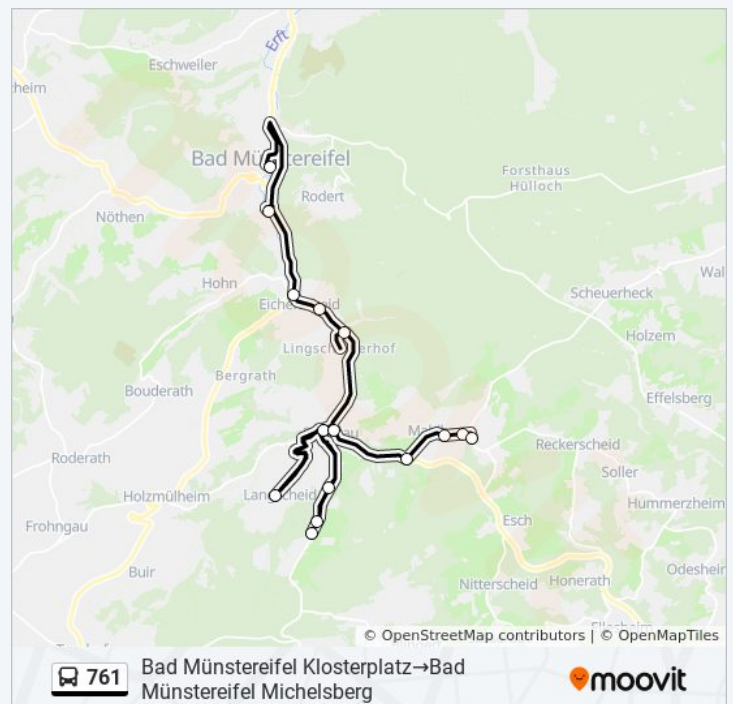 Erft
Eschweiler
heim
Bad Münstereifel
Forsthaus
Hülloch
Rodert
Nöthen
Wal
Hohn
Scheuerheck
Holzem
Bergrath
Bouderath
Effelsberg
Reckerscheid
Roderath
Soller
Holzmülheim
Hummerzheim
Frohngau
Esch
Buir
Odesheim
Nitterscheid
Honerath
© OpenStreetMap contributors | © OpenMapTiles
761
Bad Münstereifel Klosterplatz→Bad
Münstereifel Michelsberg
moovit